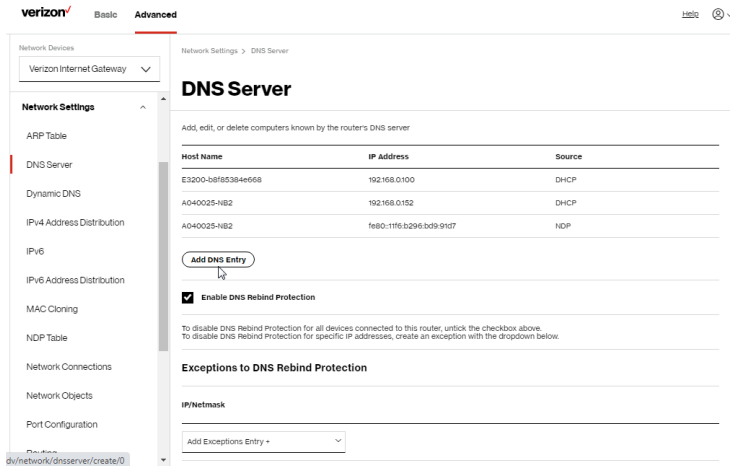 verizon✓
Basic
Advanced
Help
Network Devices
Verizon Internet Gateway
Network Settings
ARP Table
DNS Server
Dynamic DNS
IPv4 Address Distribution
IPv6
IPv6 Address Distribution
MAC Cloning
NDP Table
Network Connections
Network Objects
Port Configuration
Routing
dv/network/dnsserver/create/0
Network Settings > DNS Server
DNS Server
Add, edit, or delete computers known by the router's DNS server
Host Name IP Address Source
E3200-b8f85384e668 192.168.0.100 DHCP
A040025-NB2 192.168.0.152 DHCP
A040025-NB2 fe80::11f6:b296:bd9:91d7 NDP
Add DNS Entry
Enable DNS Rebind Protection
To disable DNS Rebind Protection for all devices connected to this router, untick the checkbox above.
To disable DNS Rebind Protection for specific IP addresses, create an exception with the dropdown below.
Exceptions to DNS Rebind Protection
IP/Netmask
Add Exceptions Entry +